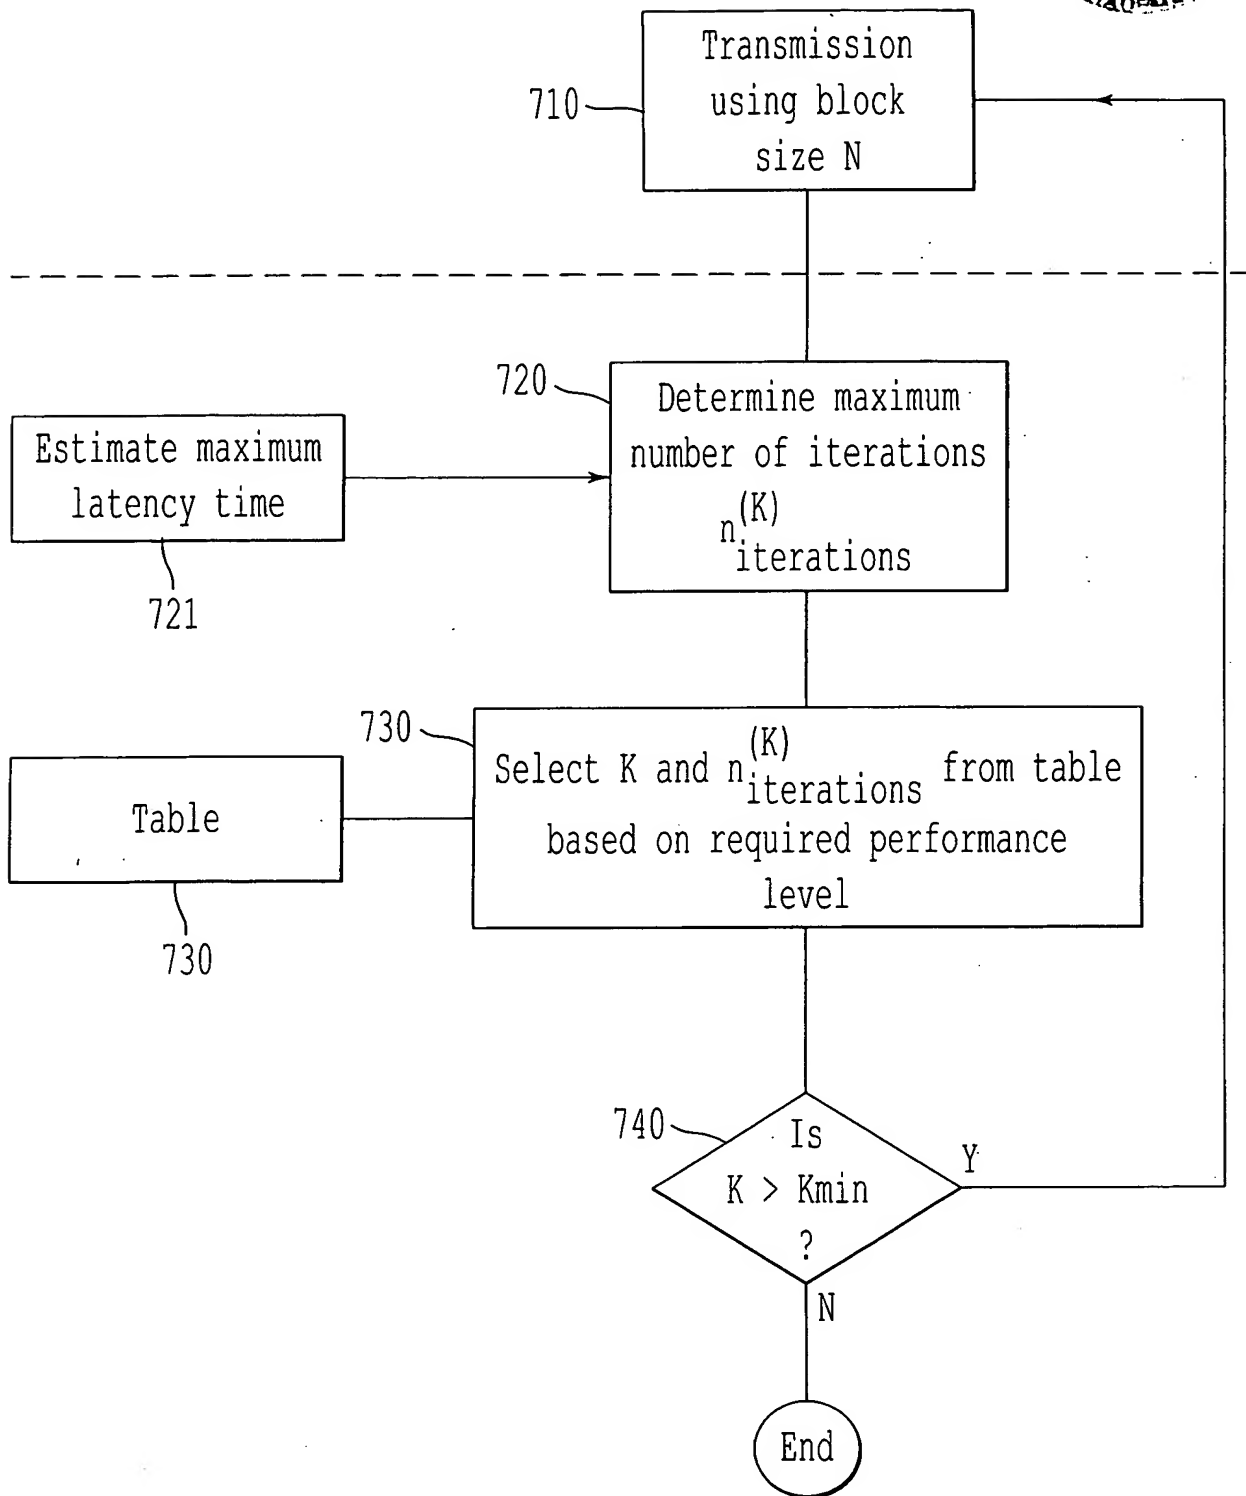 Transmission
using block
size N
710
720
Determine maximum
number of iterations
n(K)iterations
Estimate maximum
latency time
721
730
Select K and n(K)iterations from table
based on required performance
level
Table
730
740
Is
K > Kmin
?
Y
N
End